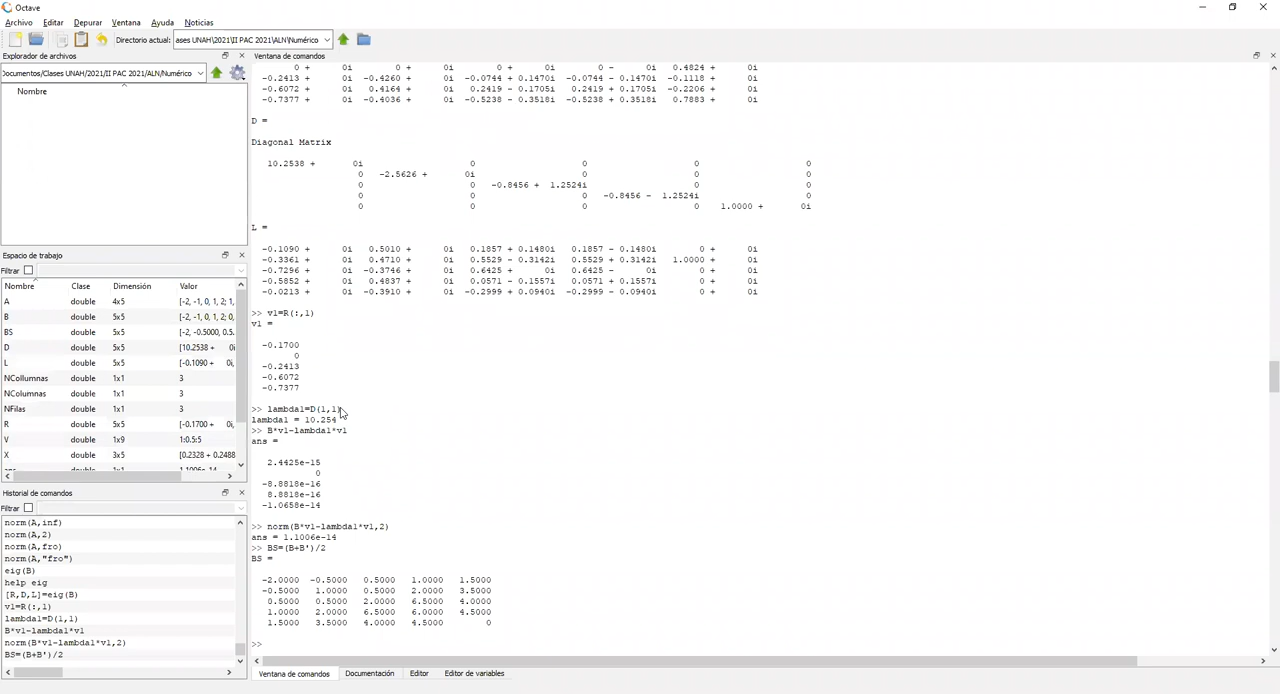 Octave
Archivo Editar Depurar Ventana Ayuda Noticias
Directorio actual: ases UNAH\2021\II PAC 2021\ALN\Numérico
Explorador de archivos
Documentos/Clases UNAH/2021/II PAC 2021/ALN/Numérico
Nombre
Espacio de trabajo
Filtrar
Nombre Clase Dimensión Valor
A double 4x5 [-2, -1, 0, 1, 2; 1,
B double 5x5 [-2, -1, 0, 1, 2; 0,
BS double 5x5 [-2, -0.5000, 0.5.
D double 5x5 [10.2538 + 0i
L double 5x5 [-0.1090 + 0i,
NCollumnas double 1x1 3
NColumnas double 1x1 3
NFilas double 1x1 3
R double 5x5 [-0.1700 + 0i,
V double 1x9 1:0.5:5
X double 3x5 [0.2328 + 0.2488
ans double 1x1 1.1006e-14
Historial de comandos
Filtrar
norm(A,inf)
norm(A,2)
norm(A,fro)
norm(A,"fro")
eig(B)
help eig
[R,D,L]=eig(B)
v1=R(:,1)
lambda1=D(1,1)
B*v1-lambda1*v1
norm(B*v1-lambda1*v1,2)
BS=(B+B')/2
Ventana de comandos
0 + 0i 0 + 0i 0 + 0i 0 - 0i 0.4824 + 0i
-0.2413 + 0i -0.4260 + 0i -0.0744 + 0.1470i -0.0744 - 0.1470i -0.1118 + 0i
-0.6072 + 0i 0.4164 + 0i 0.2419 - 0.1705i 0.2419 + 0.1705i -0.2206 + 0i
-0.7377 + 0i -0.4036 + 0i -0.5238 - 0.3518i -0.5238 + 0.3518i 0.7883 + 0i
D =
Diagonal Matrix
10.2538 + 0i 0 0 0 0
0 -2.5626 + 0i 0 0 0
0 0 -0.8456 + 1.2524i 0 0
0 0 0 -0.8456 - 1.2524i 0
0 0 0 0 1.0000 + 0i
L =
-0.1090 + 0i 0.5010 + 0i 0.1857 + 0.1480i 0.1857 - 0.1480i 0 + 0i
-0.3361 + 0i 0.4710 + 0i 0.5529 - 0.3142i 0.5529 + 0.3142i 1.0000 + 0i
-0.7296 + 0i -0.3746 + 0i 0.6425 + 0i 0.6425 - 0i 0 + 0i
-0.5852 + 0i 0.4837 + 0i 0.0571 - 0.1557i 0.0571 + 0.1557i 0 + 0i
-0.0213 + 0i -0.3910 + 0i -0.2999 + 0.0940i -0.2999 - 0.0940i 0 + 0i
>> v1=R(:,1)
v1 =
-0.1700
0
-0.2413
-0.6072
-0.7377
>> lambda1=D(1,1)
lambda1 = 10.254
>> B*v1-lambda1*v1
ans =
2.4425e-15
0
-8.8818e-16
8.8818e-16
-1.0658e-14
>> norm(B*v1-lambda1*v1,2)
ans = 1.1006e-14
>> BS=(B+B')/2
BS =
-2.0000 -0.5000 0.5000 1.0000 1.5000
-0.5000 1.0000 0.5000 2.0000 3.5000
0.5000 0.5000 2.0000 6.5000 4.0000
1.0000 2.0000 6.5000 6.0000 4.5000
1.5000 3.5000 4.0000 4.5000 0
>>
Ventana de comandos Documentación Editor Editor de variables